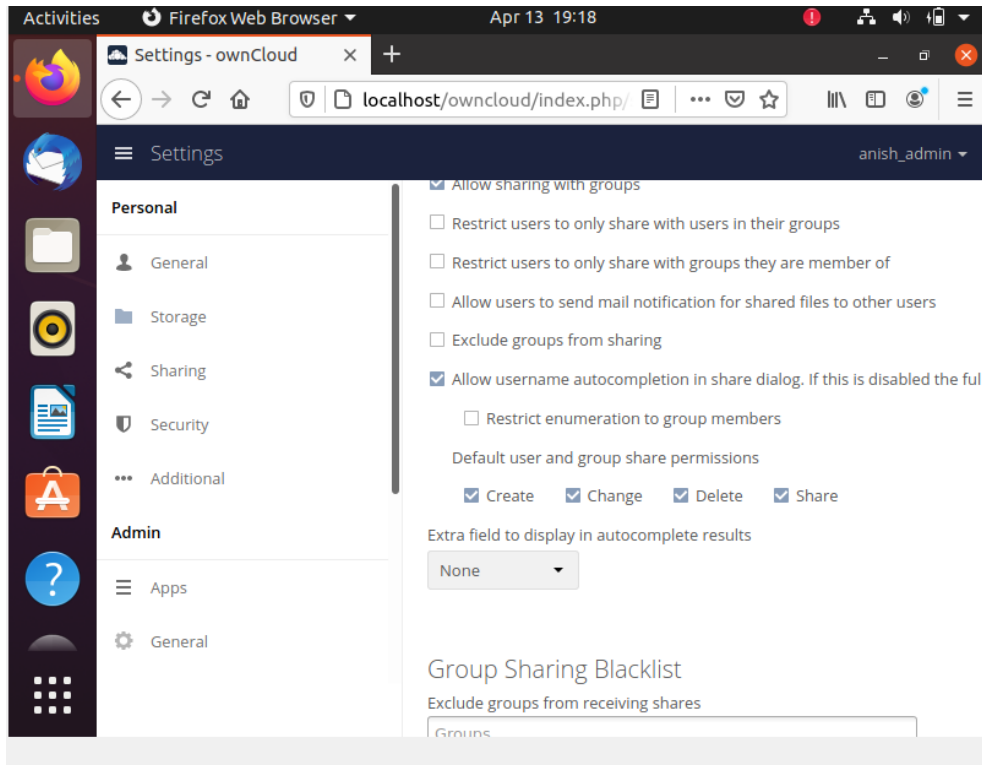 Activities Firefox Web Browser Apr 13 19:18
Settings - ownCloud
localhost/owncloud/index.php/
Settings anish_admin
Personal
General
Storage
Sharing
Security
Additional
Admin
Apps
General
Allow sharing with groups
Restrict users to only share with users in their groups
Restrict users to only share with groups they are member of
Allow users to send mail notification for shared files to other users
Exclude groups from sharing
Allow username autocompletion in share dialog. If this is disabled the ful
Restrict enumeration to group members
Default user and group share permissions
Create Change Delete Share
Extra field to display in autocomplete results
None
Group Sharing Blacklist
Exclude groups from receiving shares
Groups